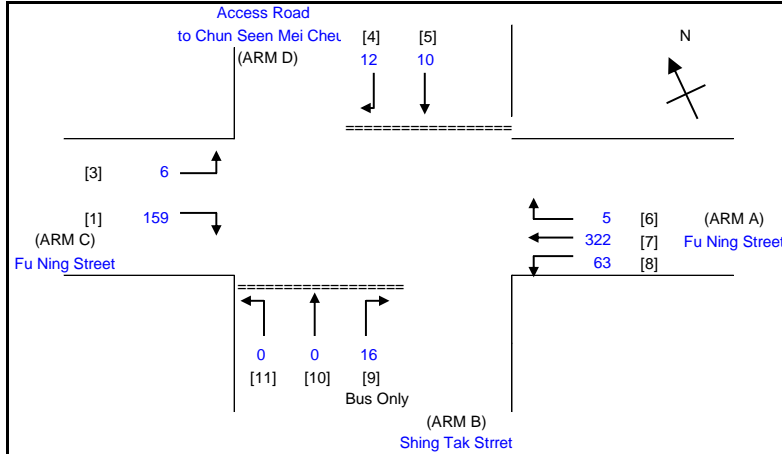 Access Road
to Chun Seen Mei Cheu
(ARM D)
[4] [5]
12 10
N
=================
[3] 6
[1] 159
(ARM C)
Fu Ning Street
5 [6] (ARM A)
322 [7] Fu Ning Street
63 [8]
=================
0 0 16
[11] [10] [9]
Bus Only
(ARM B)
Shing Tak Strret